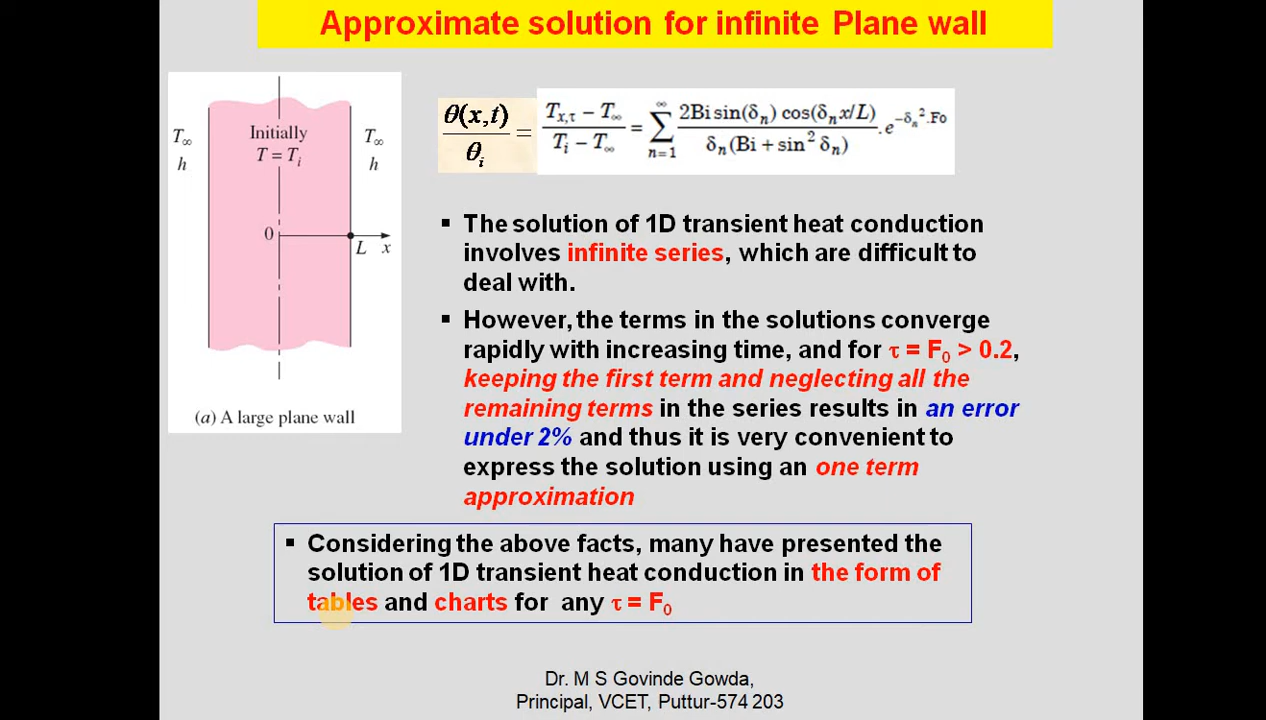 Approximate solution for infinite Plane wall
T∞
h
Initially
T = Ti
T∞
h
0
L x
(a) A large plane wall
θ(x,t) / θi = (Tx,τ − T∞) / (Ti − T∞) = ∑ n=1 ∞ 2Bi sin(δn) cos(δn x/L) / δn(Bi + sin² δn) .e^−δn².Fo
▪ The solution of 1D transient heat conduction
involves infinite series, which are difficult to
deal with.
▪ However, the terms in the solutions converge
rapidly with increasing time, and for τ = F0 > 0.2,
keeping the first term and neglecting all the
remaining terms in the series results in an error
under 2% and thus it is very convenient to
express the solution using an one term
approximation
▪ Considering the above facts, many have presented the
solution of 1D transient heat conduction in the form of
tables and charts for any τ = F0
Dr. M S Govinde Gowda,
Principal, VCET, Puttur-574 203